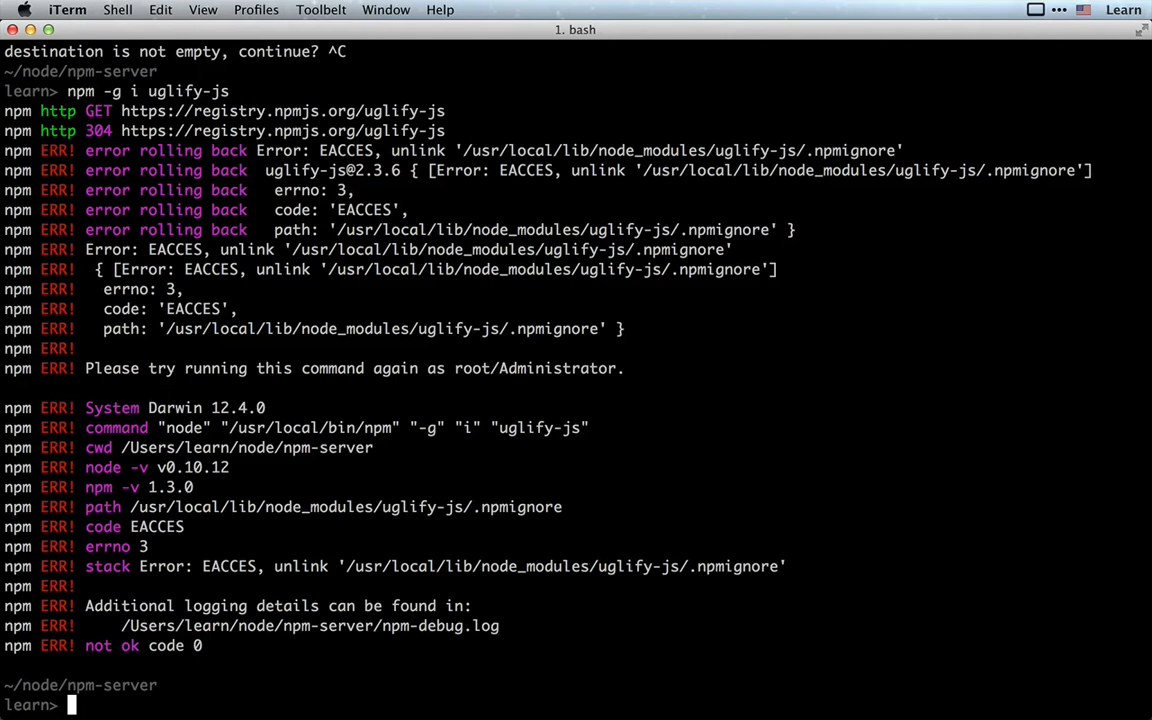 iTerm Shell Edit View Profiles Toolbelt Window Help Learn
1. bash
destination is not empty, continue? ^C
~/node/npm-server
learn> npm -g i uglify-js
npm http GET https://registry.npmjs.org/uglify-js
npm http 304 https://registry.npmjs.org/uglify-js
npm ERR! error rolling back Error: EACCES, unlink '/usr/local/lib/node_modules/uglify-js/.npmignore'
npm ERR! error rolling back  uglify-js@2.3.6 { [Error: EACCES, unlink '/usr/local/lib/node_modules/uglify-js/.npmignore']
npm ERR! error rolling back   errno: 3,
npm ERR! error rolling back   code: 'EACCES',
npm ERR! error rolling back   path: '/usr/local/lib/node_modules/uglify-js/.npmignore' }
npm ERR! Error: EACCES, unlink '/usr/local/lib/node_modules/uglify-js/.npmignore'
npm ERR!  { [Error: EACCES, unlink '/usr/local/lib/node_modules/uglify-js/.npmignore']
npm ERR!   errno: 3,
npm ERR!   code: 'EACCES',
npm ERR!   path: '/usr/local/lib/node_modules/uglify-js/.npmignore' }
npm ERR!
npm ERR! Please try running this command again as root/Administrator.
npm ERR! System Darwin 12.4.0
npm ERR! command "node" "/usr/local/bin/npm" "-g" "i" "uglify-js"
npm ERR! cwd /Users/learn/node/npm-server
npm ERR! node -v v0.10.12
npm ERR! npm -v 1.3.0
npm ERR! path /usr/local/lib/node_modules/uglify-js/.npmignore
npm ERR! code EACCES
npm ERR! errno 3
npm ERR! stack Error: EACCES, unlink '/usr/local/lib/node_modules/uglify-js/.npmignore'
npm ERR!
npm ERR! Additional logging details can be found in:
npm ERR!     /Users/learn/node/npm-server/npm-debug.log
npm ERR! not ok code 0
~/node/npm-server
learn>